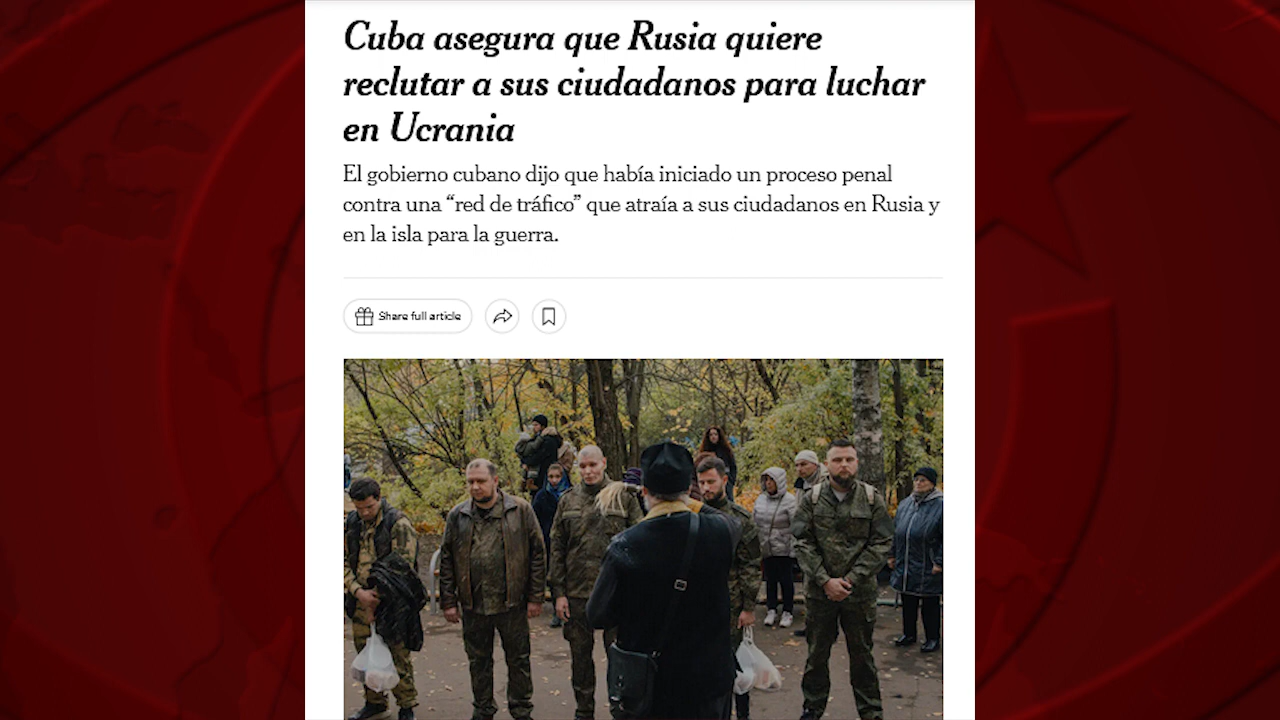 Cuba asegura que Rusia quiere
reclutar a sus ciudadanos para luchar
en Ucrania
El gobierno cubano dijo que había iniciado un proceso penal
contra una “red de tráfico” que atraía a sus ciudadanos en Rusia y
en la isla para la guerra.
Share full article